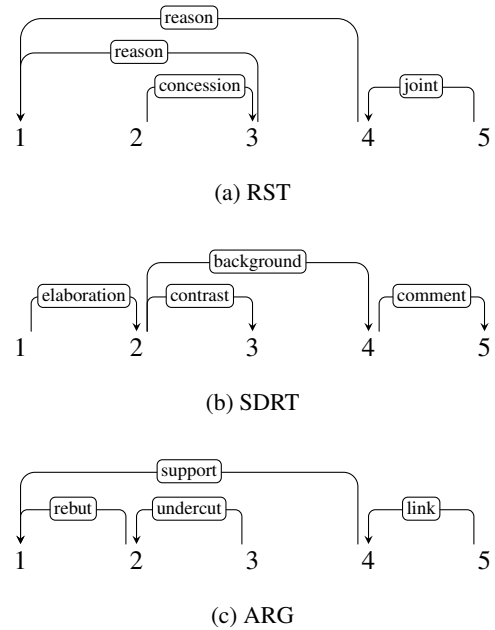 reason
reason
concession joint
1 2 3 4 5
(a) RST
background
elaboration contrast comment
1 2 3 4 5
(b) SDRT
support
rebut undercut link
1 2 3 4 5
(c) ARG